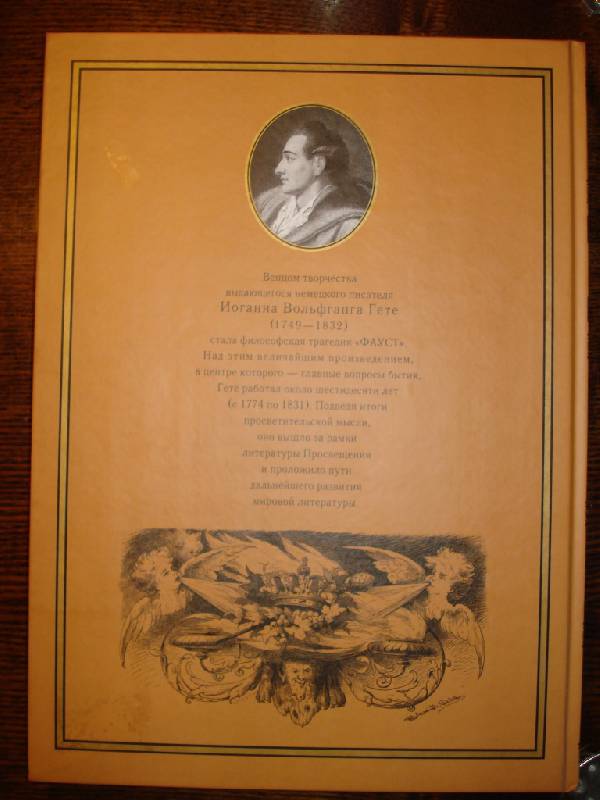 Венцом творчества
выдающегося немецкого писателя
Иоганна Вольфганга Гете
(1749—1832)
стала философская трагедия «ФАУСТ».
Над этим величайшим произведением,
в центре которого — главные вопросы бытия,
Гете работал около шестидесяти лет
(с 1774 по 1831). Подведя итоги
просветительской мысли,
оно вышло за рамки
литературы Просвещения
и проложило пути
дальнейшего развития
мировой литературы.